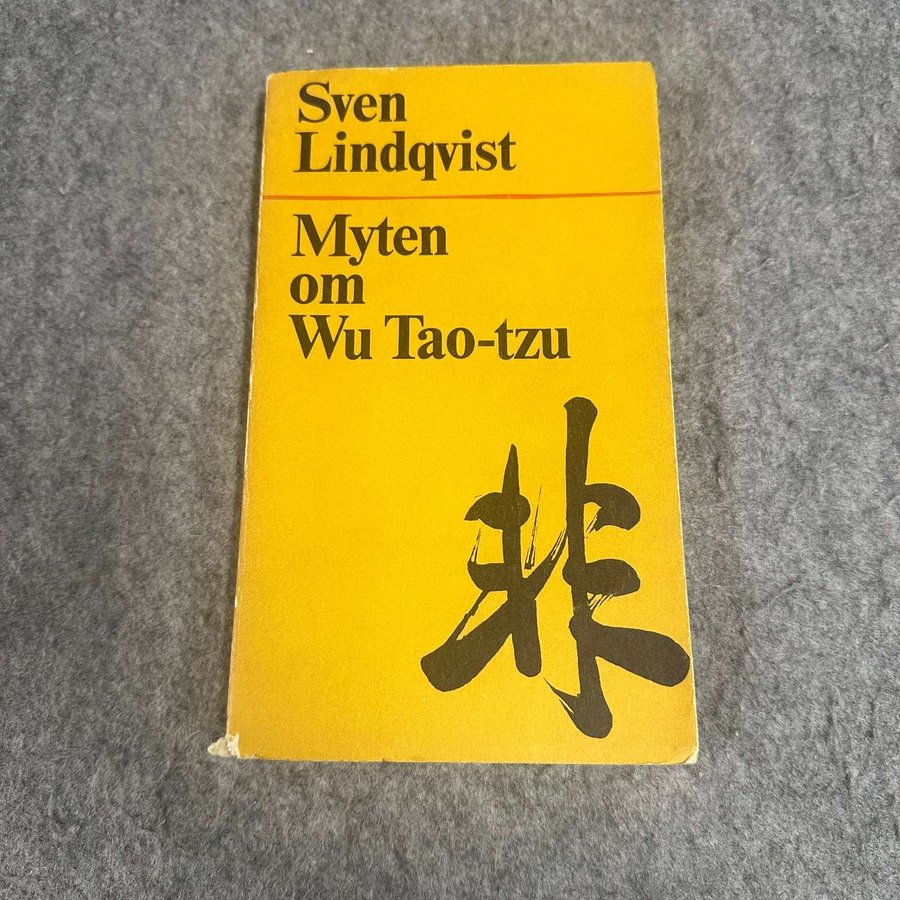 Sven
Lindqvist
Myten
om
Wu Tao-tzu
非